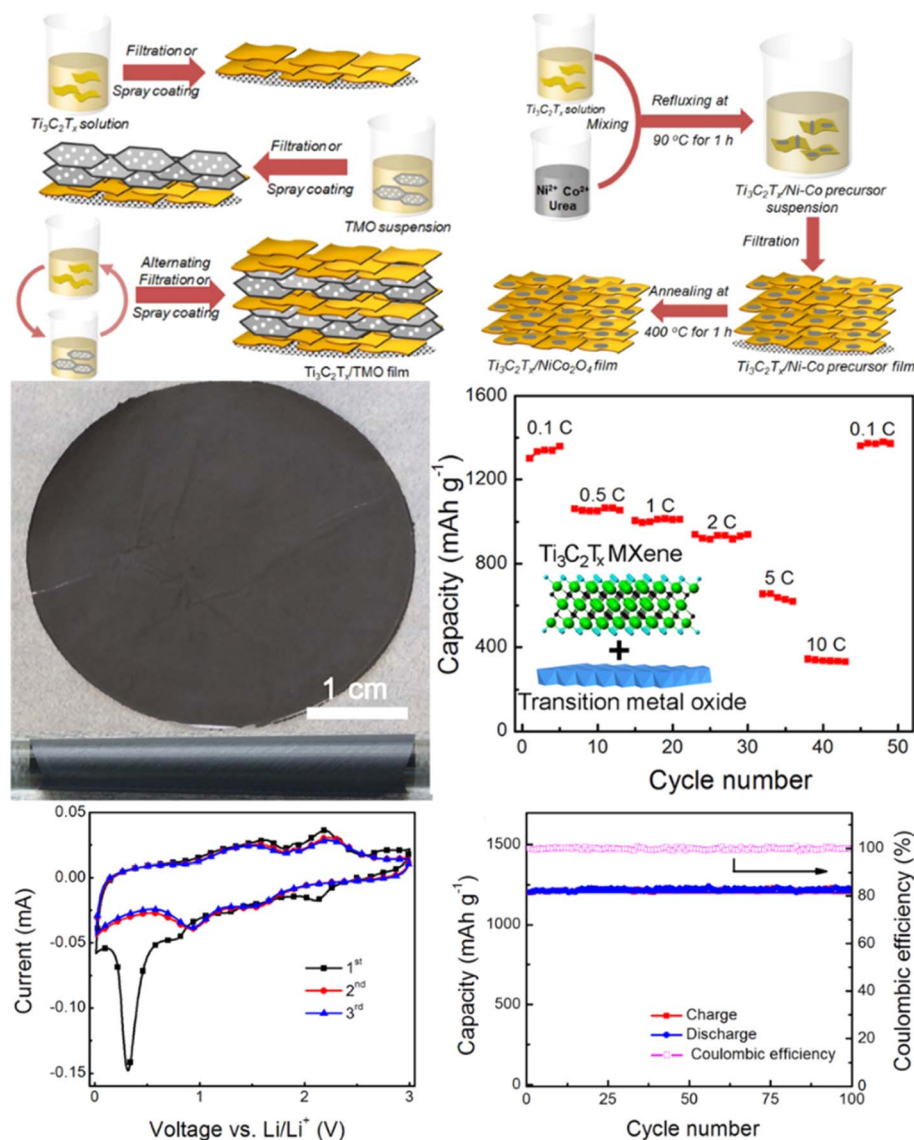 Ti₃C₂Tₓ solution
Filtration or
Spray coating
Filtration or
Spray coating
TMO suspension
Alternating
Filtration or
Spray coating
Ti₃C₂Tₓ/TMO film
Ti₃C₂Tₓ solution
Mixing
Ni²⁺ Co²⁺
Urea
Refluxing at
90 °C for 1 h
Ti₃C₂Tₓ/Ni-Co precursor
suspension
Filtration
Annealing at
400 °C for 1 h
Ti₃C₂Tₓ/NiCo₂O₄ film
Ti₃C₂Tₓ/Ni-Co precursor film
1 cm
Capacity (mAh g⁻¹)
1600
1200
800
400
0
0.1 C
0.5 C
1 C
2 C
5 C
10 C
0.1 C
Ti₃C₂Tₓ MXene
+
Transition metal oxide
0 10 20 30 40 50
Cycle number
Current (mA)
0.05
0.00
-0.05
-0.10
-0.15
1ˢᵗ
2ⁿᵈ
3ʳᵈ
0 1 2 3
Voltage vs. Li/Li⁺ (V)
Capacity (mAh g⁻¹)
1500
1250
1000
750
500
250
0
Charge
Discharge
Coulombic efficiency
0 25 50 75 100
Cycle number
100
80
60
40
20
0
Coulombic efficiency (%)